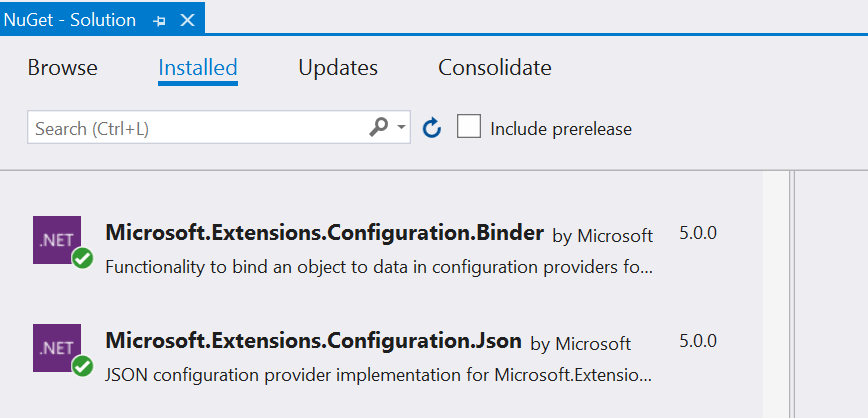 NuGet - Solution
Browse Installed Updates Consolidate
Search (Ctrl+L) Include prerelease
.NET Microsoft.Extensions.Configuration.Binder by Microsoft 5.0.0
Functionality to bind an object to data in configuration providers fo...
.NET Microsoft.Extensions.Configuration.Json by Microsoft 5.0.0
JSON configuration provider implementation for Microsoft.Extensio...